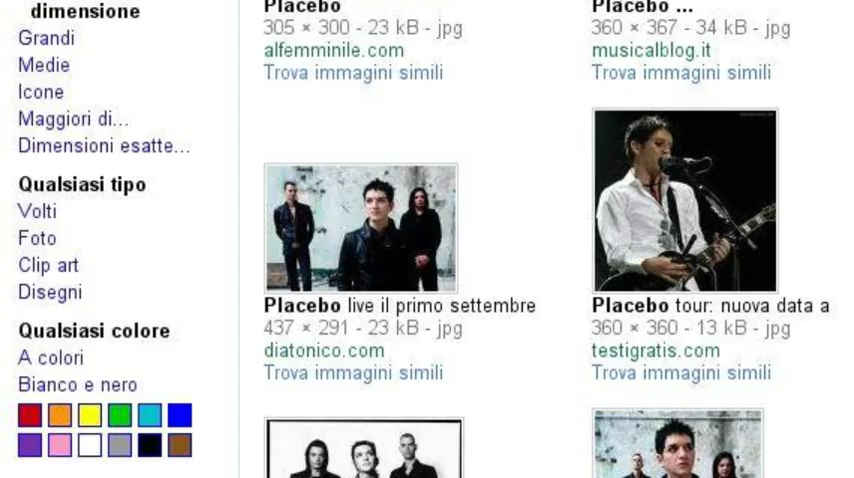 dimensione
Grandi
Medie
Icone
Maggiori di...
Dimensioni esatte...
Qualsiasi tipo
Volti
Foto
Clip art
Disegni
Qualsiasi colore
A colori
Bianco e nero
Placebo
305 × 300 - 23 kB - jpg
alfemminile.com
Trova immagini simili
Placebo ...
360 × 367 - 34 kB - jpg
musicalblog.it
Trova immagini simili
Placebo live il primo settembre
437 × 291 - 23 kB - jpg
diatonico.com
Trova immagini simili
Placebo tour: nuova data a
360 × 360 - 13 kB - jpg
testigratis.com
Trova immagini simili